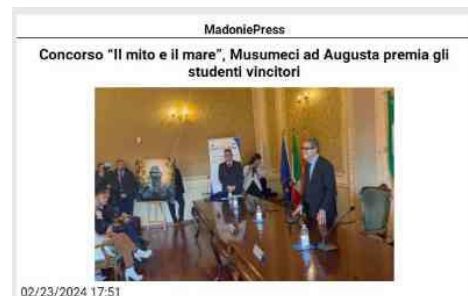 MadoniePress
Concorso “Il mito e il mare”, Musumeci ad Augusta premia gli
studenti vincitori
02/23/2024 17:51